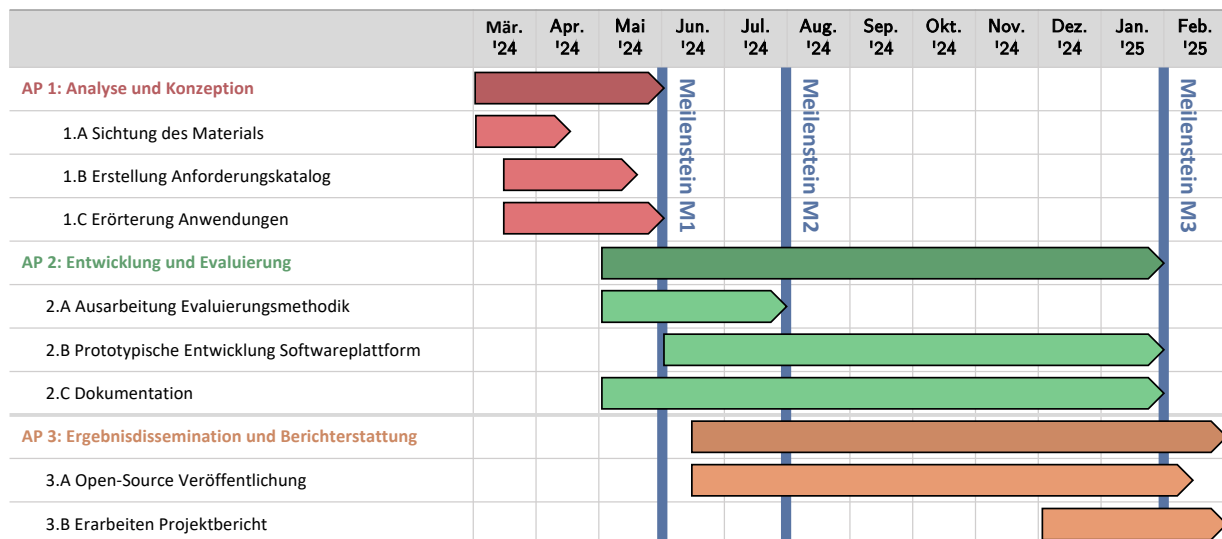 Mär. Apr. Mai Jun. Jul. Aug. Sep. Okt. Nov. Dez. Jan. Feb.
'24 '24 '24 '24 '24 '24 '24 '24 '24 '24 '25 '25
AP 1: Analyse und Konzeption
1.A Sichtung des Materials
1.B Erstellung Anforderungskatalog
1.C Erörterung Anwendungen
Meilenstein M1
Meilenstein M2
Meilenstein M3
AP 2: Entwicklung und Evaluierung
2.A Ausarbeitung Evaluierungsmethodik
2.B Prototypische Entwicklung Softwareplattform
2.C Dokumentation
AP 3: Ergebnisdissemination und Berichterstattung
3.A Open-Source Veröffentlichung
3.B Erarbeiten Projektbericht